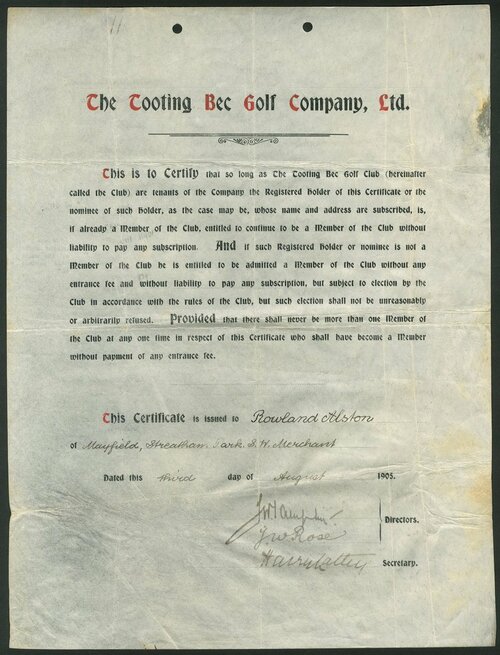 11
The Tooting Bec Golf Company, Ltd.
This is to Certify that so long as The Tooting Bec Golf Club (hereinafter
called the Club) are tenants of the Company the Registered Holder of this Certificate or the
nominee of such Holder, as the case may be, whose name and address are subscribed, is,
if already a Member of the Club, entitled to continue to be a Member of the Club without
liability to pay any subscription. And if such Registered Holder or nominee is not a
Member of the Club he is entitled to be admitted a Member of the Club without any
entrance fee and without liability to pay any subscription, but subject to election by the
Club in accordance with the rules of the Club, but such election shall not be unreasonably
or arbitrarily refused. Provided that there shall never be more than one Member of
the Club at any one time in respect of this Certificate who shall have become a Member
without payment of any entrance fee.
This Certificate is issued to Rowland Alston
of Mayfield, Streatham Park S.W. Merchant
Dated this third day of August 1905.
Directors.
J W Rose
Secretary.